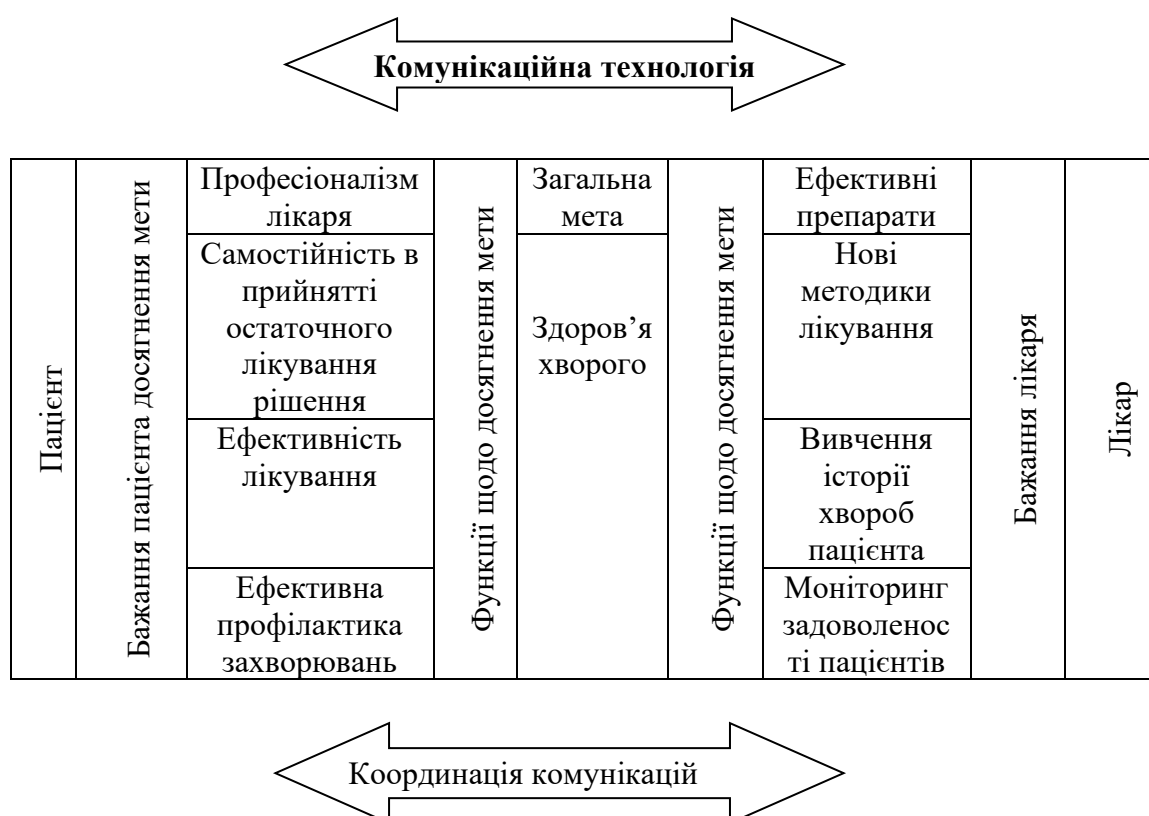 Комунікаційна технологія
Пацієнт
Бажання пацієнта досягнення мети
Професіоналізм
лікаря
Самостійність в
прийнятті
остаточного
лікування
рішення
Ефективність
лікування
Ефективна
профілактика
захворювань
Функції щодо досягнення мети
Загальна
мета
Здоров’я
хворого
Функції щодо досягнення мети
Ефективні
препарати
Нові
методики
лікування
Вивчення
історії
хвороб
пацієнта
Моніторинг
задоволенос
ті пацієнтів
Бажання лікаря
Лікар
Координація комунікацій